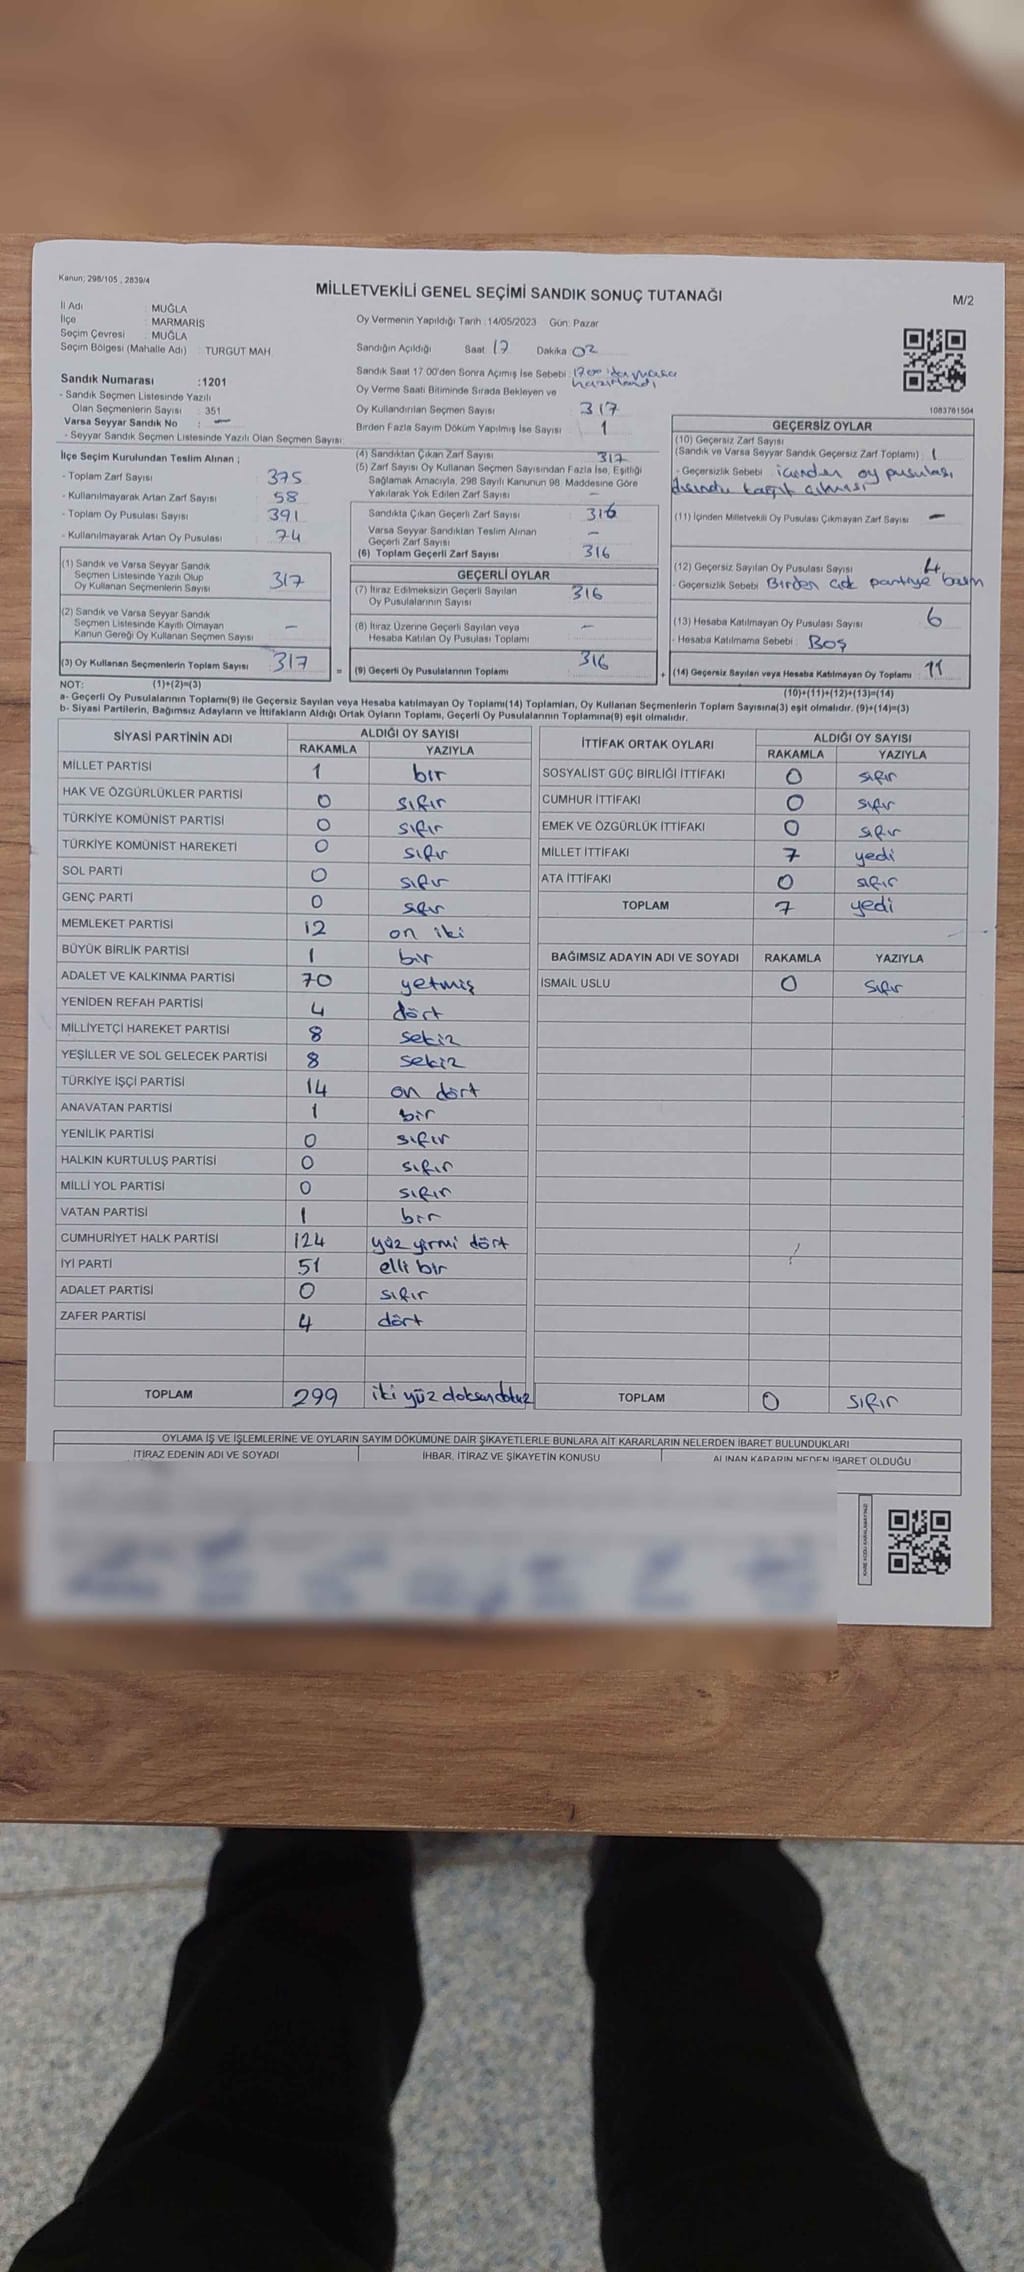 Kanun; 298/105 , 2839/4
MİLLETVEKİLİ GENEL SEÇİMİ SANDIK SONUÇ TUTANAĞI
M/2
İl Adı : MUĞLA
İlçe : MARMARİS
Seçim Çevresi : MUĞLA
Seçim Bölgesi (Mahalle Adı) : TURGUT MAH.
Sandık Numarası :1201
- Sandık Seçmen Listesinde Yazılı
Olan Seçmenlerin Sayısı : 351
Varsa Seyyar Sandık No : -
- Seyyar Sandık Seçmen Listesinde Yazılı Olan Seçmen Sayısı:
Oy Vermenin Yapıldığı Tarih :14/05/2023 Gün: Pazar
Sandığın Açıldığı Saat 17 Dakika 02
Sandık Saat 17.00'den Sonra Açılmış İse Sebebi :
hazırlandı
Oy Verme Saati Bitiminde Sırada Bekleyen ve
Oy Kullandırılan Seçmen Sayısı : 317
Birden Fazla Sayım Döküm Yapılmış İse Sayısı : 1
1083761504
İlçe Seçim Kurulundan Teslim Alınan ;
- Toplam Zarf Sayısı : 375
- Kullanılmayarak Artan Zarf Sayısı : 58
- Toplam Oy Pusulası Sayısı : 391
- Kullanılmayarak Artan Oy Pusulası : 74
(1) Sandık ve Varsa Seyyar Sandık
Seçmen Listesinde Yazılı Olup
Oy Kullanan Seçmenlerin Sayısı : 317
(2) Sandık ve Varsa Seyyar Sandık
Seçmen Listesinde Kayıtlı Olmayan
Kanun Gereği Oy Kullanan Seçmen Sayısı : -
(3) Oy Kullanan Seçmenlerin Toplam Sayısı : 317 =
(4) Sandıktan Çıkan Zarf Sayısı : 317
(5) Zarf Sayısı Oy Kullanan Seçmen Sayısından Fazla İse, Eşitliği
Sağlamak Amacıyla, 298 Sayılı Kanunun 98. Maddesine Göre
Yakılarak Yok Edilen Zarf Sayısı : -
Sandıkta Çıkan Geçerli Zarf Sayısı : 316
Varsa Seyyar Sandıktan Teslim Alınan
Geçerli Zarf Sayısı : -
(6) Toplam Geçerli Zarf Sayısı : 316
GEÇERLİ OYLAR
(7) İtiraz Edilmeksizin Geçerli Sayılan
Oy Pusulalarının Sayısı : 316
(8) İtiraz Üzerine Geçerli Sayılan veya
Hesaba Katılan Oy Pusulası Toplamı : -
(9) Geçerli Oy Pusulalarının Toplamı : 316 +
GEÇERSİZ OYLAR
(10) Geçersiz Zarf Sayısı
(Sandık ve Varsa Seyyar Sandık Geçersiz Zarf Toplamı) : 1
- Geçersizlik Sebebi : içinden oy pusulası
dışında kağıt çıkması
(11) İçinden Milletvekili Oy Pusulası Çıkmayan Zarf Sayısı : -
(12) Geçersiz Sayılan Oy Pusulası Sayısı : 4
- Geçersizlik Sebebi : Birden çok partiye basım
(13) Hesaba Katılmayan Oy Pusulası Sayısı : 6
- Hesaba Katılmama Sebebi : Boş
(14) Geçersiz Sayılan veya Hesaba Katılmayan Oy Toplamı : 11
NOT: (1)+(2)=(3)
(10)+(11)+(12)+(13)=(14)
a- Geçerli Oy Pusulalarının Toplamı(9) ile Geçersiz Sayılan veya Hesaba katılmayan Oy Toplamı(14) Toplamları, Oy Kullanan Seçmenlerin Toplam Sayısına(3) eşit olmalıdır. (9)+(14)=(3)
b- Siyasi Partilerin, Bağımsız Adayların ve İttifakların Aldığı Ortak Oyların Toplamı, Geçerli Oy Pusulalarının Toplamına(9) eşit olmalıdır.
SİYASİ PARTİNİN ADI ALDIĞI OY SAYISI
RAKAMLA YAZIYLA
MİLLET PARTİSİ 1 bir
HAK VE ÖZGÜRLÜKLER PARTİSİ 0 sıfır
TÜRKİYE KOMÜNİST PARTİSİ 0 sıfır
TÜRKİYE KOMÜNİST HAREKETİ 0 sıfır
SOL PARTİ 0 sıfır
GENÇ PARTİ 0 sıfır
MEMLEKET PARTİSİ 12 on iki
BÜYÜK BİRLİK PARTİSİ 1 bir
ADALET VE KALKINMA PARTİSİ 70 yetmiş
YENİDEN REFAH PARTİSİ 4 dört
MİLLİYETÇİ HAREKET PARTİSİ 8 sekiz
YEŞİLLER VE SOL GELECEK PARTİSİ 8 sekiz
TÜRKİYE İŞÇİ PARTİSİ 14 on dört
ANAVATAN PARTİSİ 1 bir
YENİLİK PARTİSİ 0 sıfır
HALKIN KURTULUŞ PARTİSİ 0 sıfır
MİLLİ YOL PARTİSİ 0 sıfır
VATAN PARTİSİ 1 bir
CUMHURİYET HALK PARTİSİ 124 yüz yirmi dört
İYİ PARTİ 51 elli bir
ADALET PARTİSİ 0 sıfır
ZAFER PARTİSİ 4 dört
TOPLAM 299 iki yüz doksandokuz
İTTİFAK ORTAK OYLARI ALDIĞI OY SAYISI
RAKAMLA YAZIYLA
SOSYALİST GÜÇ BİRLİĞİ İTTİFAKI 0 sıfır
CUMHUR İTTİFAKI 0 sıfır
EMEK VE ÖZGÜRLÜK İTTİFAKI 0 sıfır
MİLLET İTTİFAKI 7 yedi
ATA İTTİFAKI 0 sıfır
TOPLAM 7 yedi
BAĞIMSIZ ADAYIN ADI VE SOYADI RAKAMLA YAZIYLA
İSMAİL USLU 0 sıfır
TOPLAM 0 sıfır
OYLAMA İŞ VE İŞLEMLERİNE VE OYLARIN SAYIM DÖKÜMÜNE DAİR ŞİKAYETLERLE BUNLARA AİT KARARLARIN NELERDEN İBARET BULUNDUKLARI
İTİRAZ EDENİN ADI VE SOYADI İHBAR, İTİRAZ VE ŞİKAYETİN KONUSU ALINAN KARARIN NEDEN İBARET OLDUĞU
KARE KODU KARALAMAYINIZ!